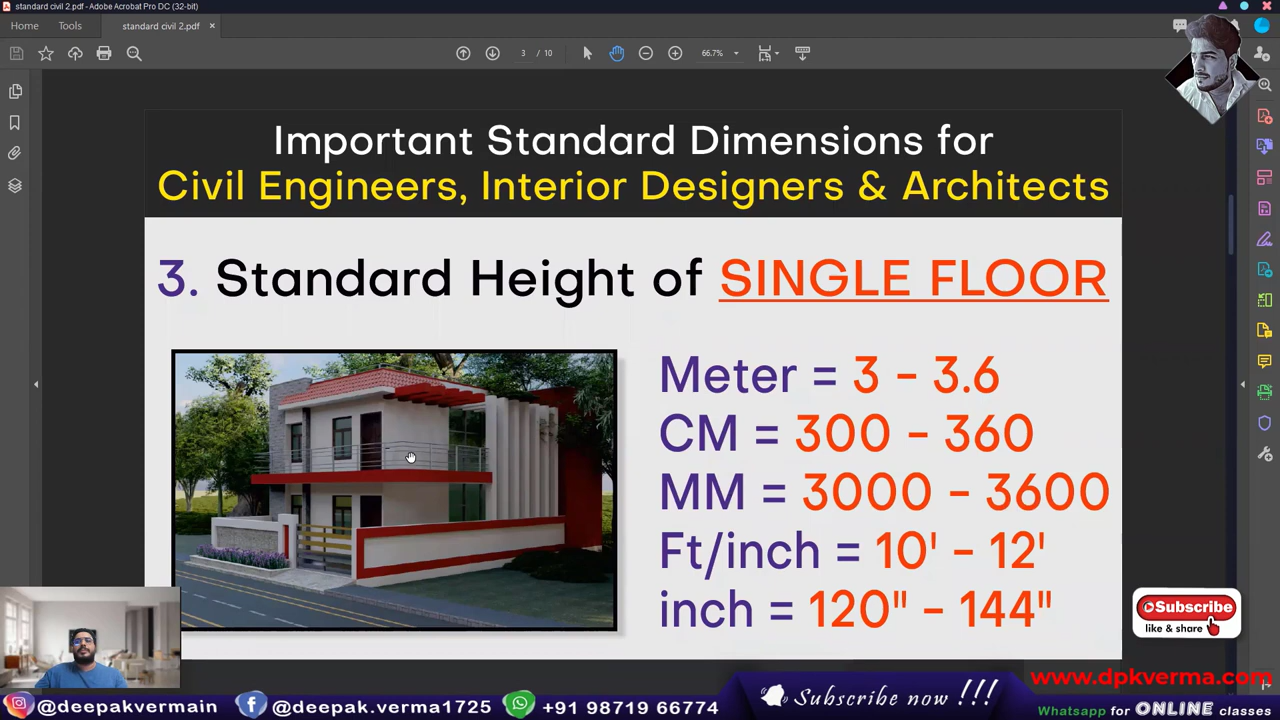 standard civil 2.pdf - Adobe Acrobat Pro DC (32-bit)
Home Tools standard civil 2.pdf ×
3 / 10 66.7%
Important Standard Dimensions for
Civil Engineers, Interior Designers & Architects
3. Standard Height of SINGLE FLOOR
Meter = 3 - 3.6
CM = 300 - 360
MM = 3000 - 3600
Ft/inch = 10' - 12'
inch = 120" - 144"
Subscribe
like & share
www.dpkverma.com
@deepakvermain @deepak.verma1725 +91 98719 66774 Subscribe now !!! Whatsapp for ONLINE classes